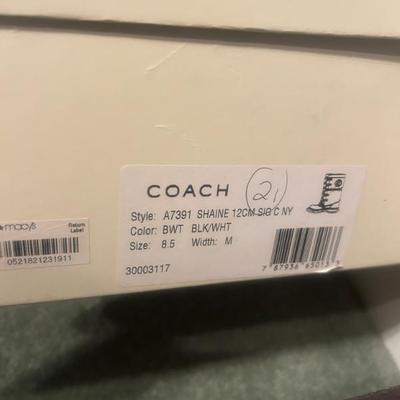 COACH
21
Style: A7391 SHAINE 12CM SIG C NY
Color: BWT BLK/WHT
Size: 8.5 Width: M
30003117
★macy's
Return
Label
0521821231911